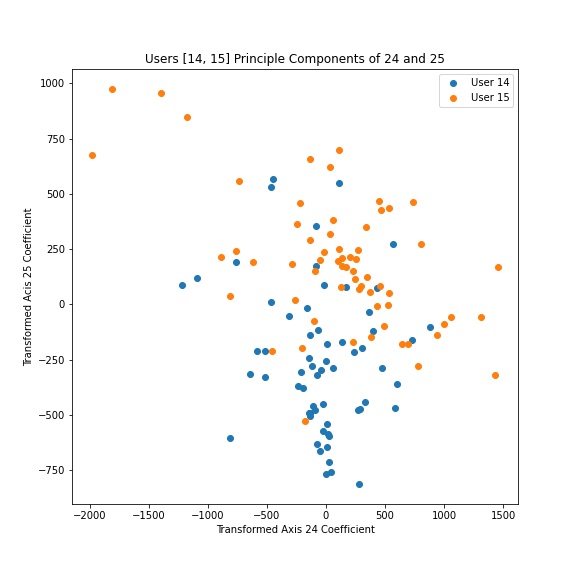 Users [14, 15] Principle Components of 24 and 25
User 14
User 15
Transformed Acis 25 Coefficient
1000
750
500
250
0
−250
−500
−750
−2000 −1500 −1000 −500 0 500 1000 1500
Transformed Axis 24 Coefficient